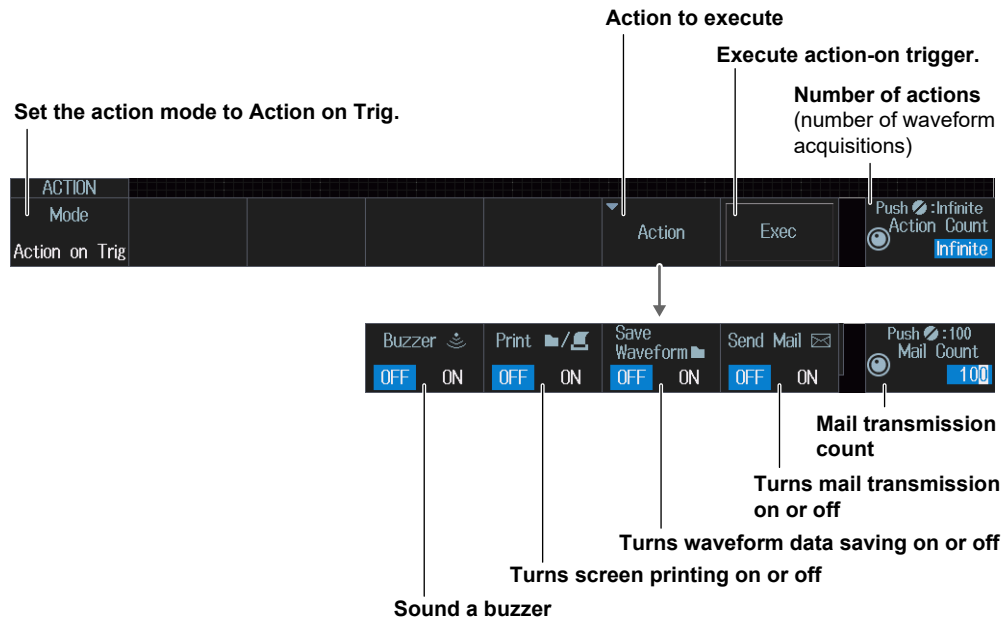 Action to execute
Execute action-on trigger.
Number of actions
(number of waveform
acquisitions)
Set the action mode to Action on Trig.
ACTION
Mode
Action on Trig
Action
Exec
Push :Infinite
Action Count
Infinite
Buzzer
OFF ON
Print /
OFF ON
Save
Waveform
OFF ON
Send Mail
OFF ON
Push :100
Mail Count
100
Mail transmission
count
Turns mail transmission
on or off
Turns waveform data saving on or off
Turns screen printing on or off
Sound a buzzer